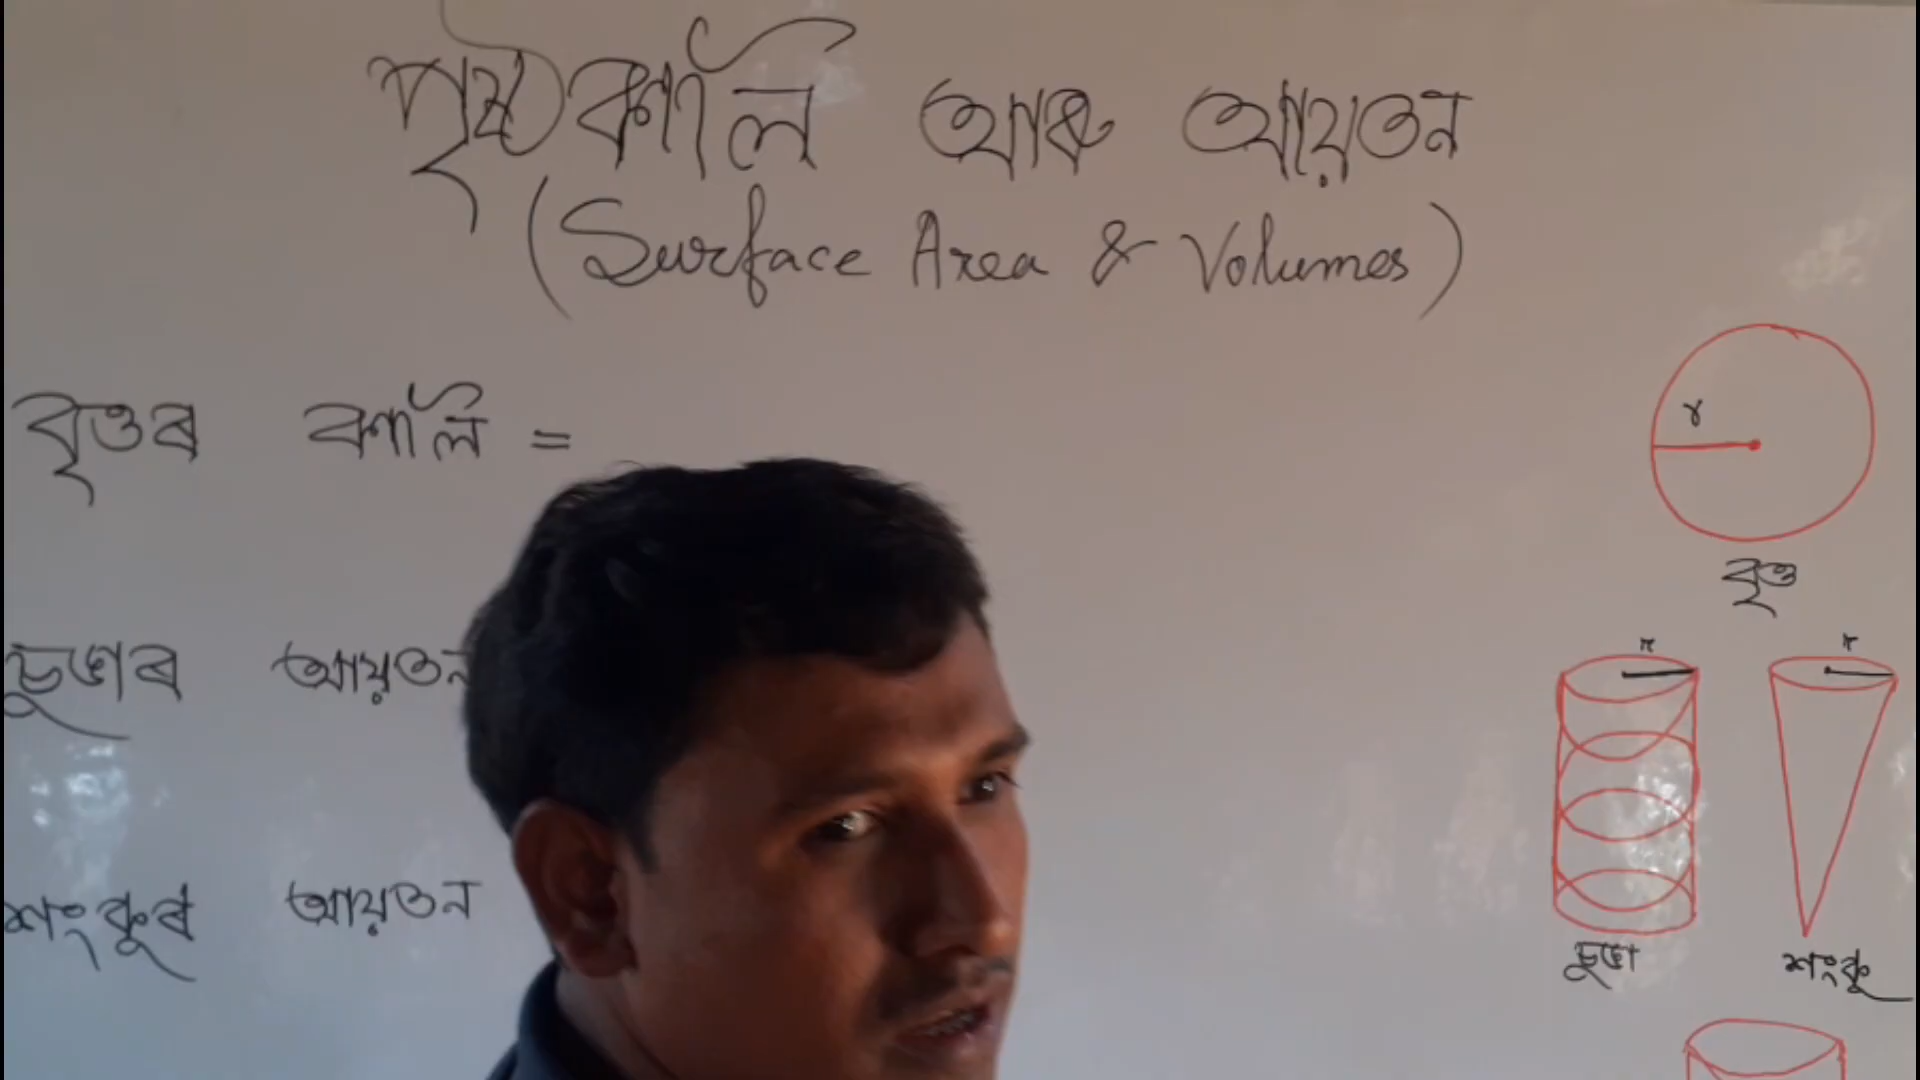 পৃষ্ঠকালি আৰু আয়তন
(Surface Area & Volumes)
বৃত্তৰ কালি =
r
বৃত্ত
চুঙাৰ আয়তন
r
r
শংকুৰ আয়তন
চুঙা
শংকু